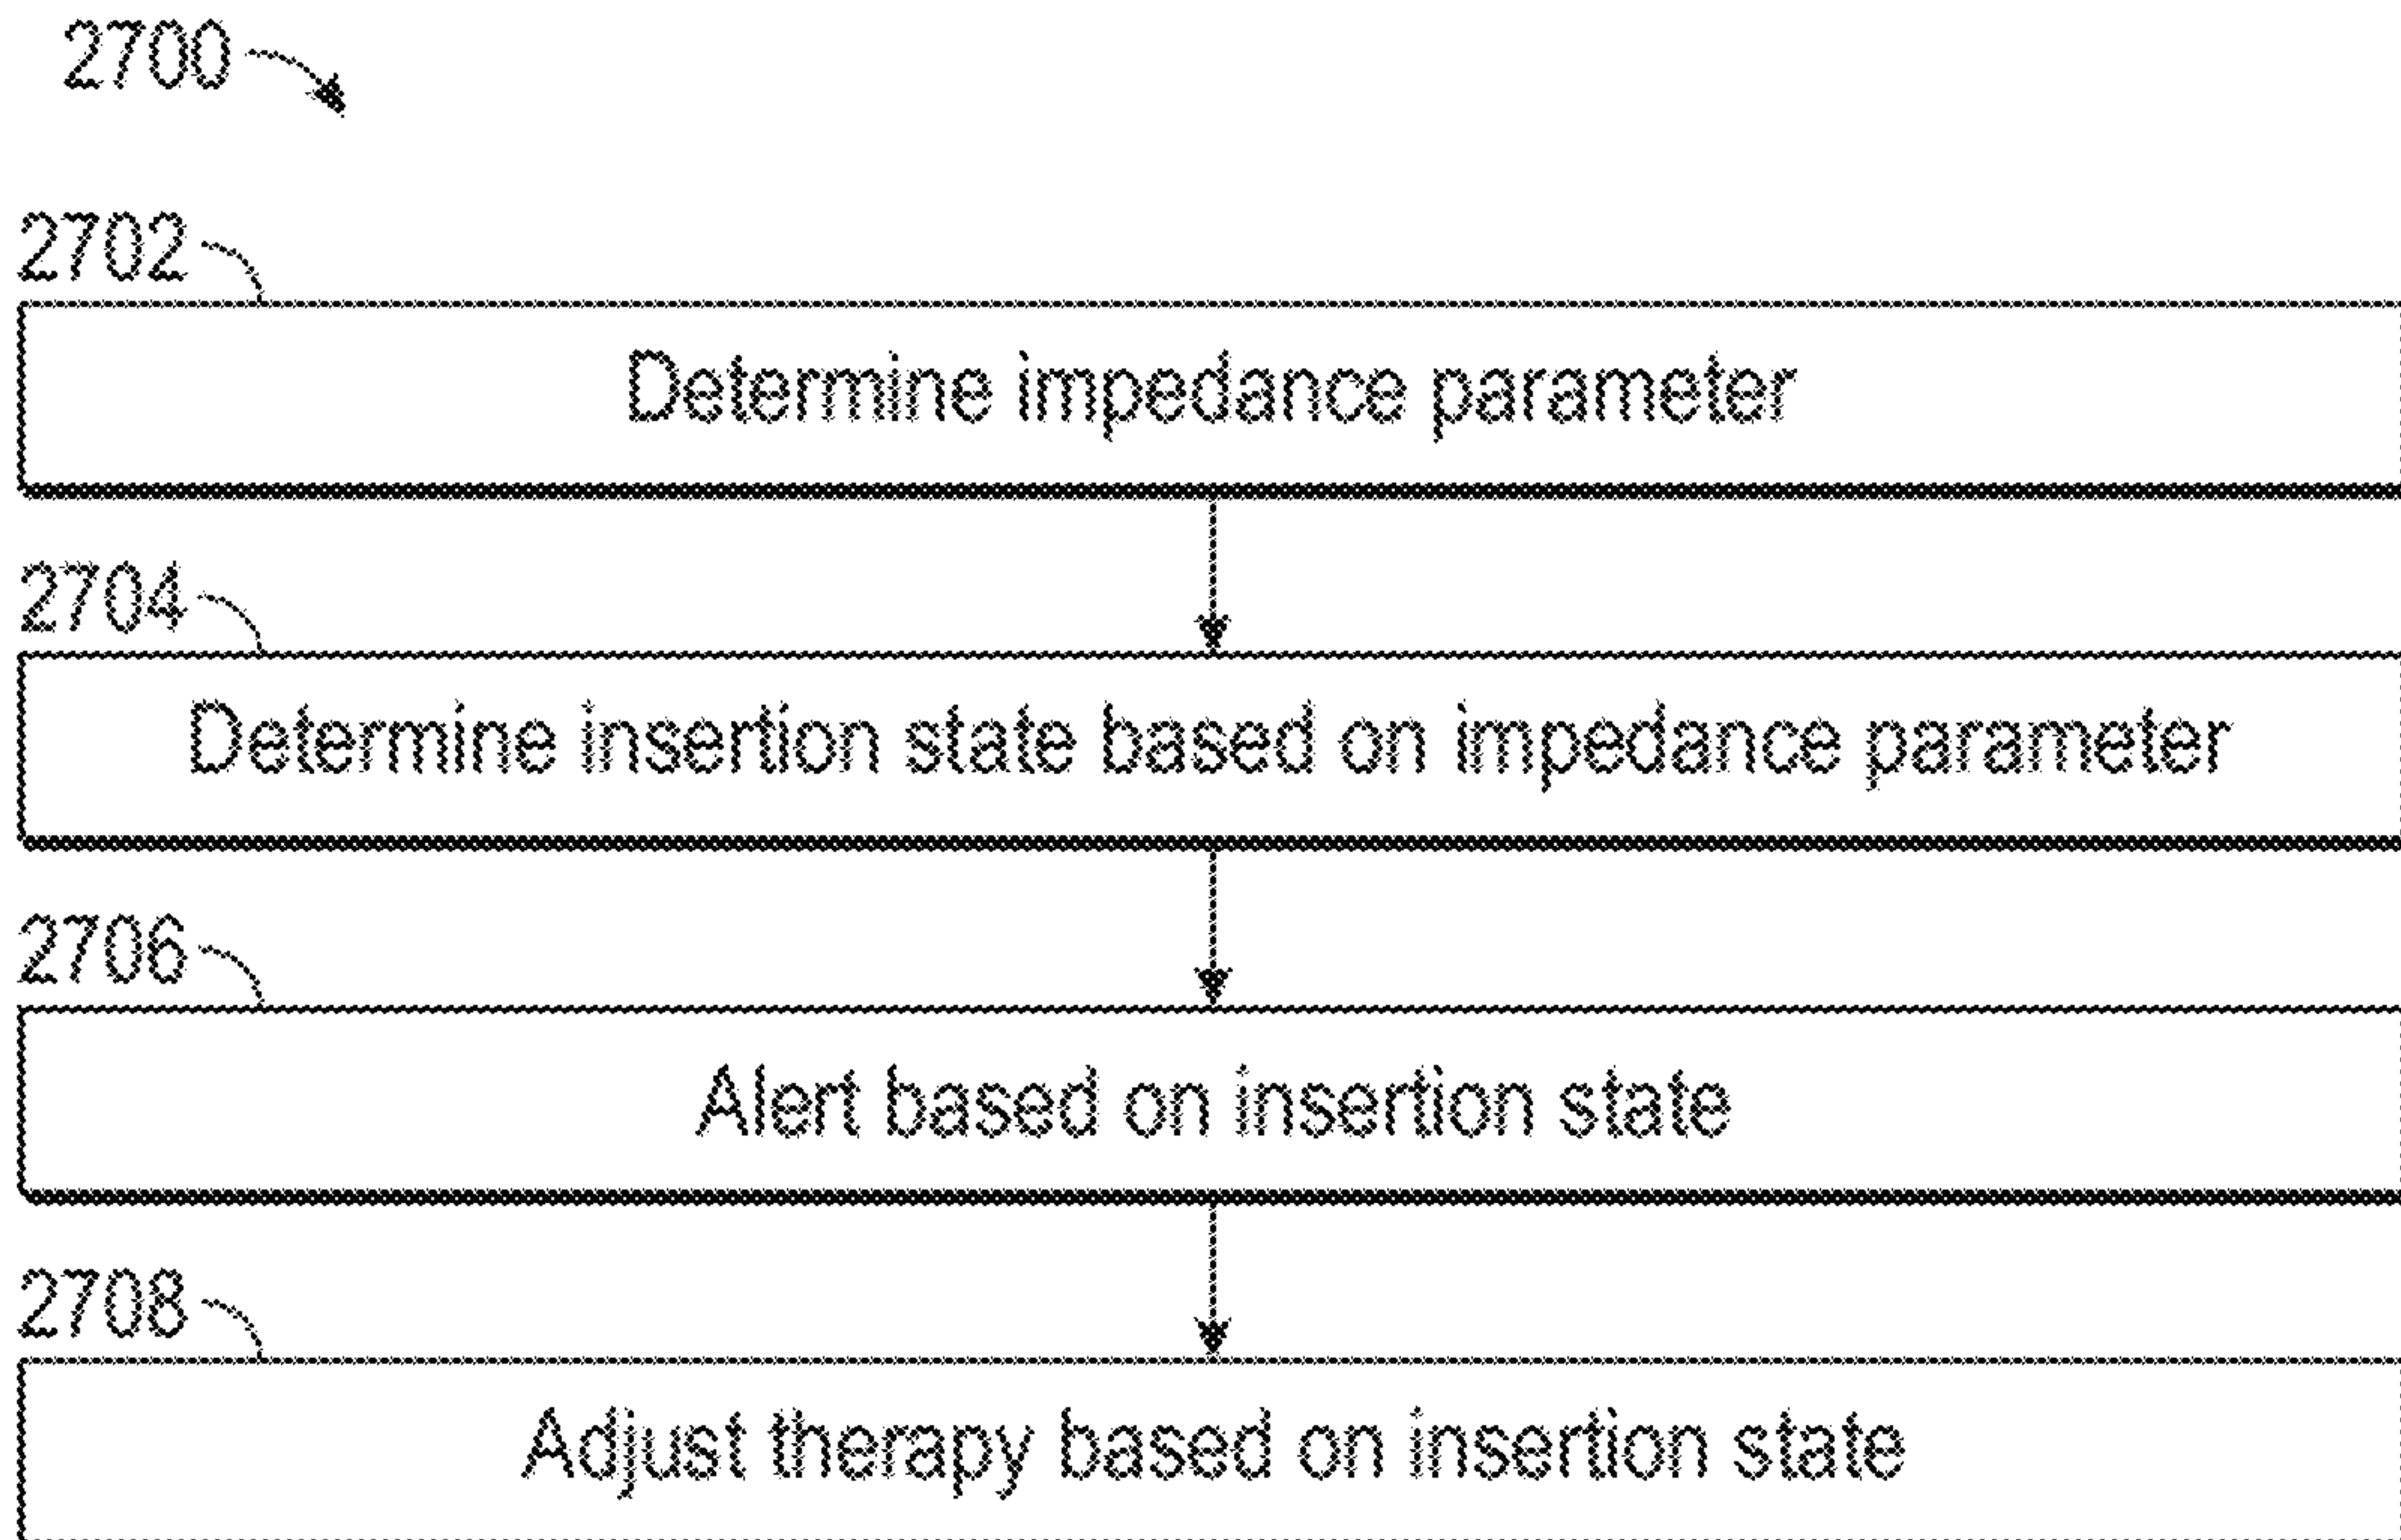 2700
2702
Determine impedance parameter
2704
Determine insertion state based on impedance parameter
2706
Alert based on insertion state
2708
Adjust therapy based on insertion state